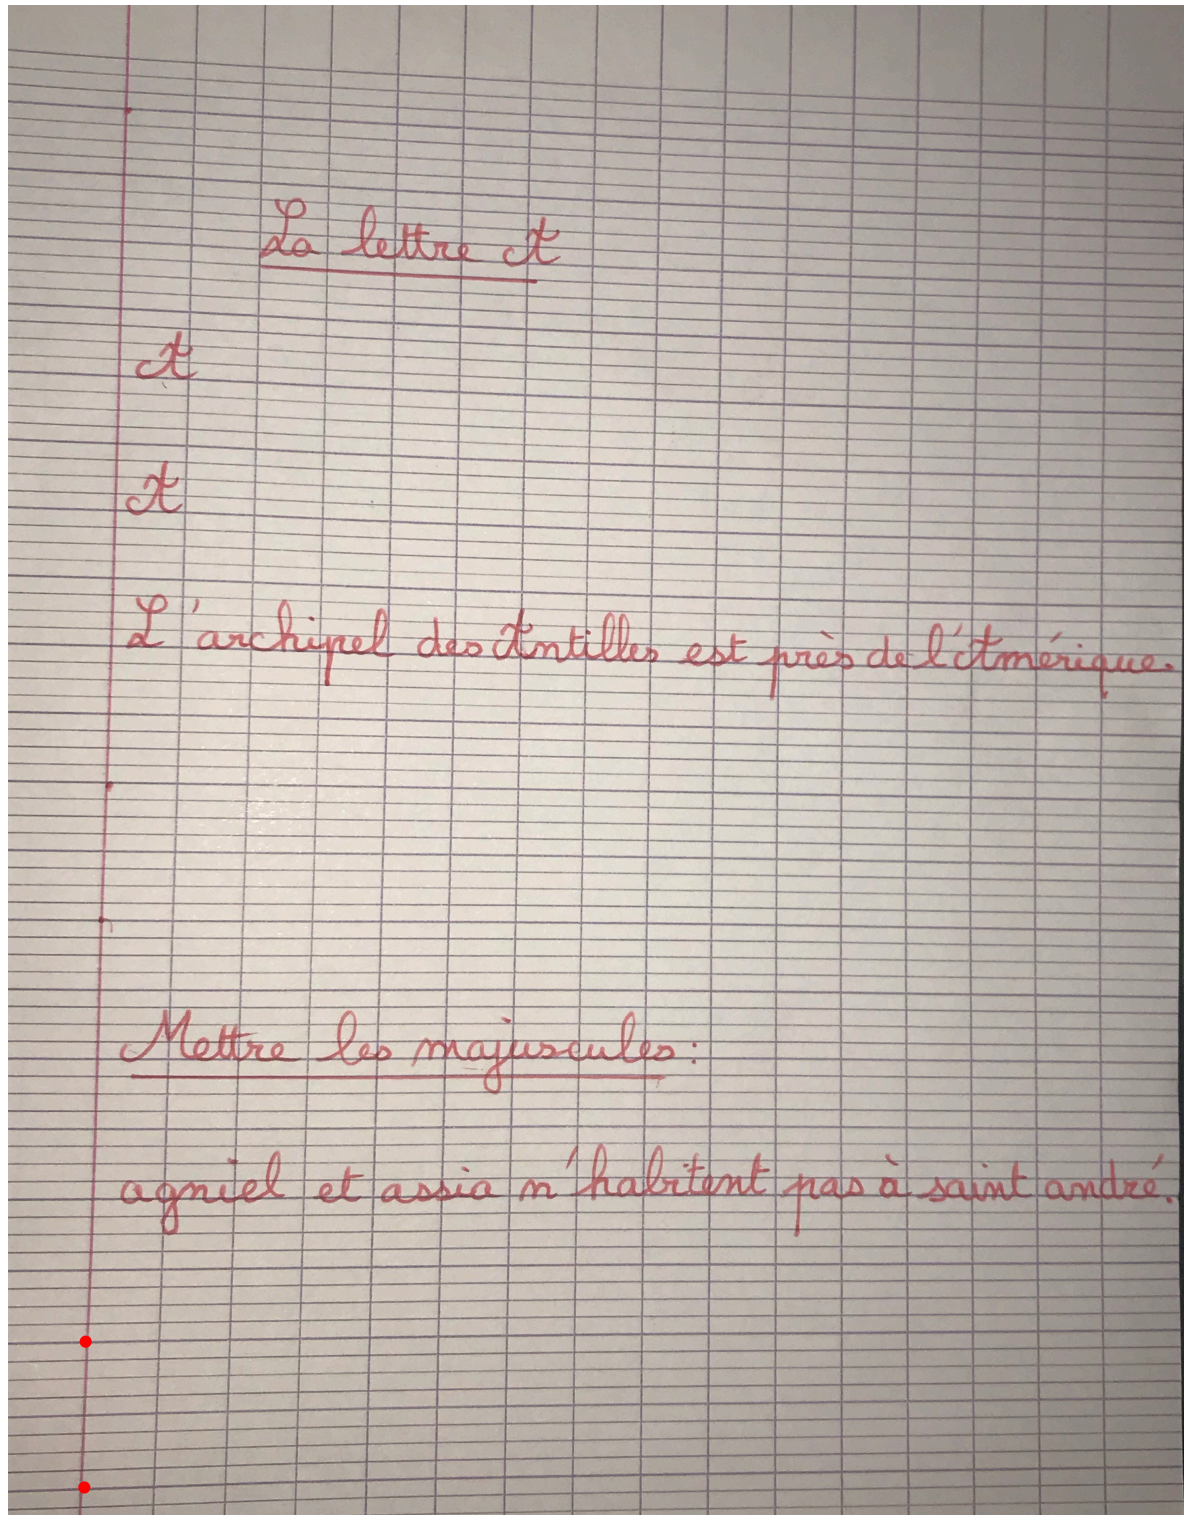 La lettre A
A
A
L'archipel des Antilles est près de l'Amérique.
Mettre les majuscules :
agniel et assia n'habitent pas à saint andré.